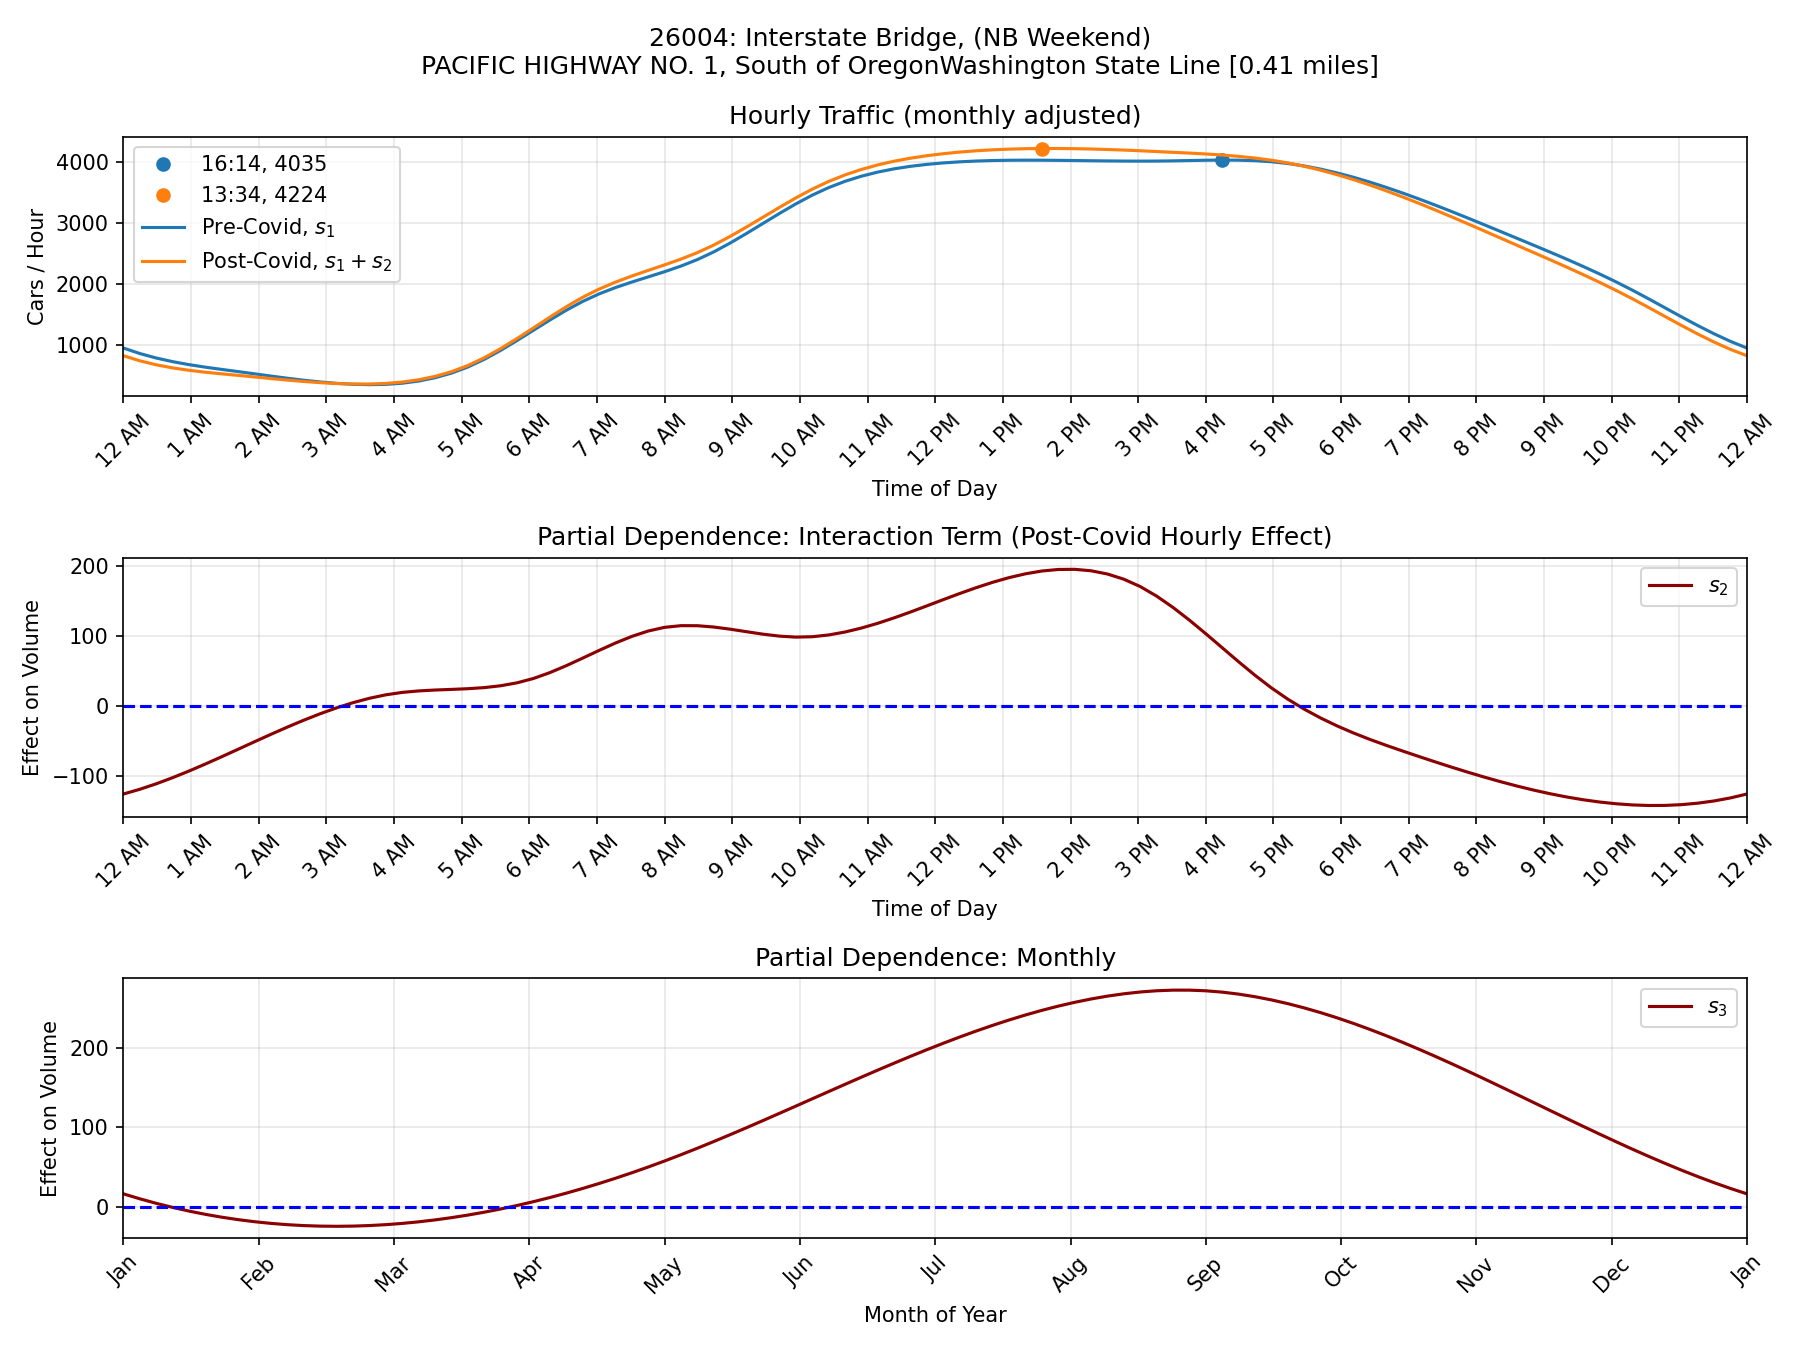 26004: Interstate Bridge, (NB Weekend)
PACIFIC HIGHWAY NO. 1, South of OregonWashington State Line [0.41 miles]
Hourly Traffic (monthly adjusted)
16:14, 4035
13:34, 4224
Pre-Covid, s₁
Post-Covid, s₁ + s₂
Cars / Hour
4000
3000
2000
1000
12 AM 1 AM 2 AM 3 AM 4 AM 5 AM 6 AM 7 AM 8 AM 9 AM 10 AM 11 AM 12 PM 1 PM 2 PM 3 PM 4 PM 5 PM 6 PM 7 PM 8 PM 9 PM 10 PM 11 PM 12 AM
Time of Day
Partial Dependence: Interaction Term (Post-Covid Hourly Effect)
s₂
Effect on Volume
200
100
0
−100
12 AM 1 AM 2 AM 3 AM 4 AM 5 AM 6 AM 7 AM 8 AM 9 AM 10 AM 11 AM 12 PM 1 PM 2 PM 3 PM 4 PM 5 PM 6 PM 7 PM 8 PM 9 PM 10 PM 11 PM 12 AM
Time of Day
Partial Dependence: Monthly
s₃
Effect on Volume
200
100
0
Jan Feb Mar Apr May Jun Jul Aug Sep Oct Nov Dec Jan
Month of Year